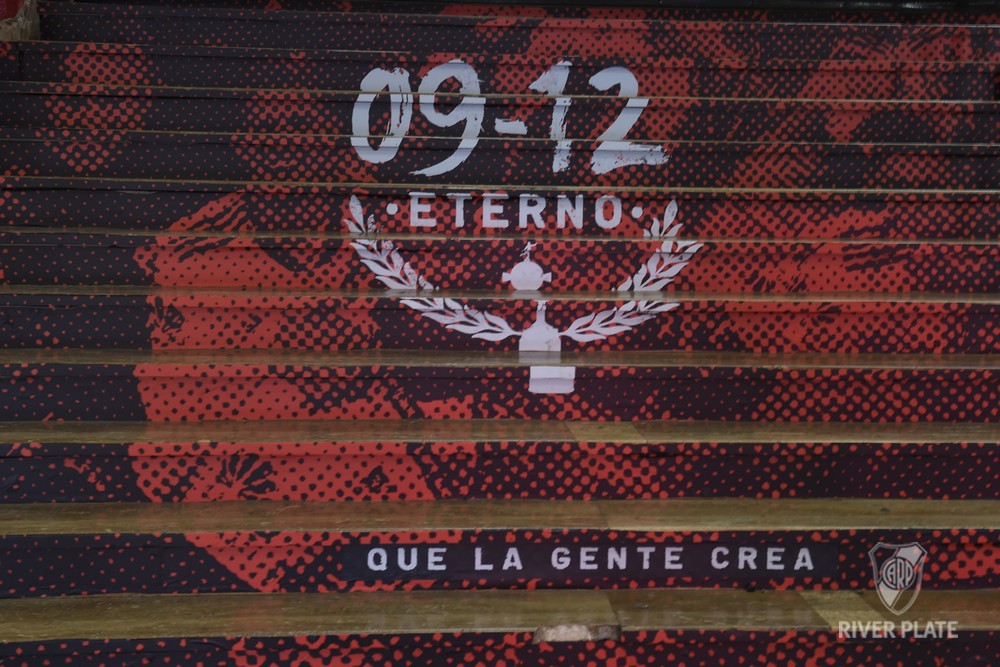 09-12
• ETERNO •
QUE LA GENTE CREA
CARP
RIVER PLATE